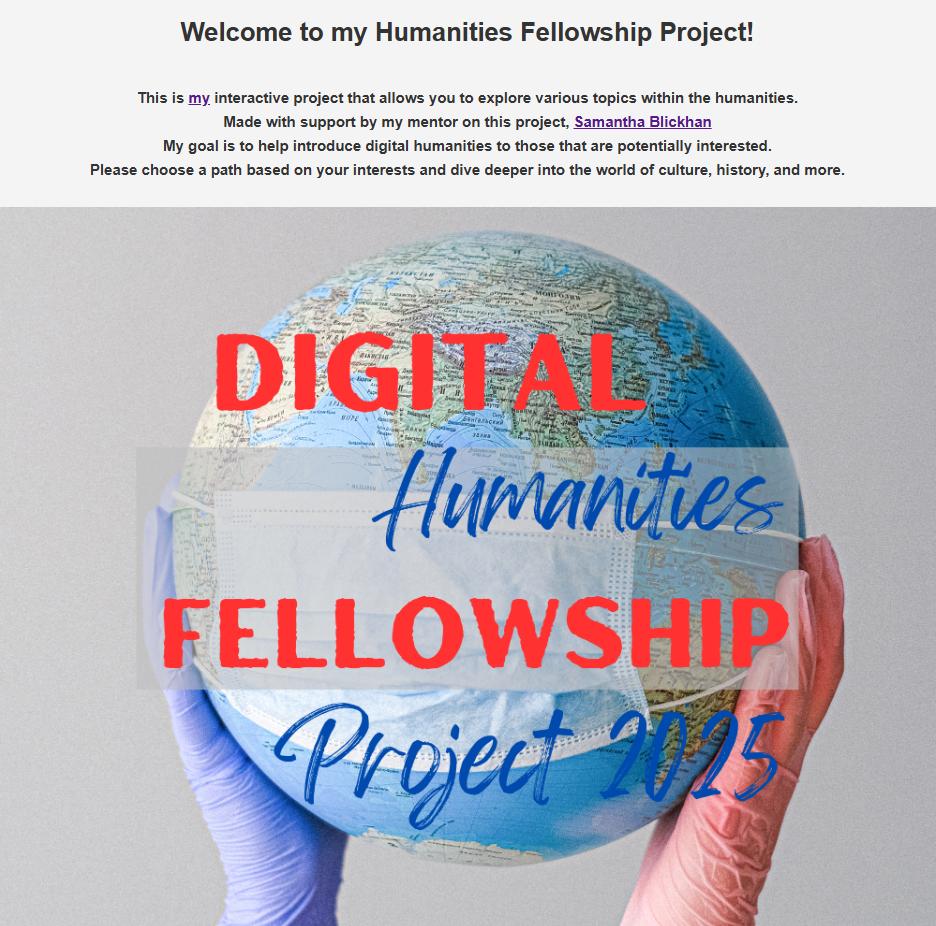 Welcome to my Humanities Fellowship Project!
This is my interactive project that allows you to explore various topics within the humanities.
Made with support by my mentor on this project, Samantha Blickhan
My goal is to help introduce digital humanities to those that are potentially interested.
Please choose a path based on your interests and dive deeper into the world of culture, history, and more.
КАЗАХСТАН
МОНГОЛИЯ
DIGITAL
МОРЕ
Humanities
FELLOWSHIP
Project 2025